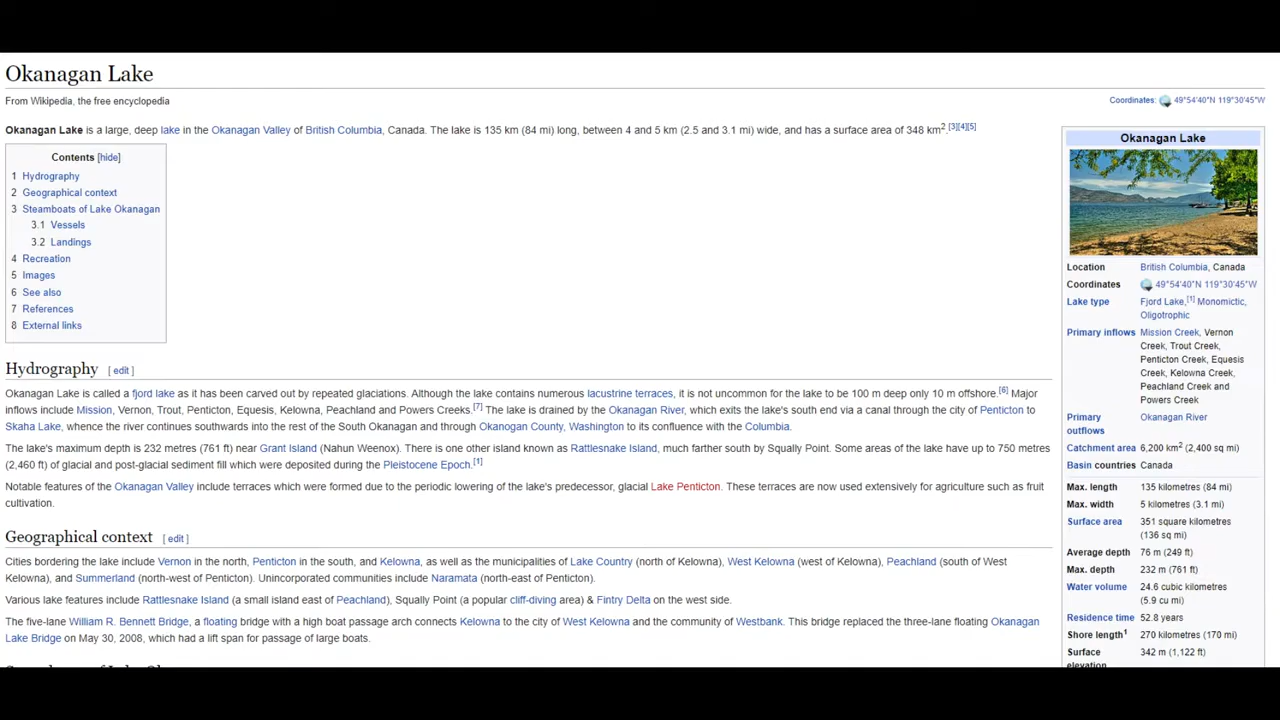 Okanagan Lake
From Wikipedia, the free encyclopedia
Coordinates: 49°54′40″N 119°30′45″W
Okanagan Lake is a large, deep lake in the Okanagan Valley of British Columbia, Canada. The lake is 135 km (84 mi) long, between 4 and 5 km (2.5 and 3.1 mi) wide, and has a surface area of 348 km2.[3][4][5]
Contents [hide]
1 Hydrography
2 Geographical context
3 Steamboats of Lake Okanagan
3.1 Vessels
3.2 Landings
4 Recreation
5 Images
6 See also
7 References
8 External links
Hydrography [ edit ]
Okanagan Lake is called a fjord lake as it has been carved out by repeated glaciations. Although the lake contains numerous lacustrine terraces, it is not uncommon for the lake to be 100 m deep only 10 m offshore.[6] Major
inflows include Mission, Vernon, Trout, Penticton, Equesis, Kelowna, Peachland and Powers Creeks.[7] The lake is drained by the Okanagan River, which exits the lake's south end via a canal through the city of Penticton to
Skaha Lake, whence the river continues southwards into the rest of the South Okanagan and through Okanogan County, Washington to its confluence with the Columbia.
The lake's maximum depth is 232 metres (761 ft) near Grant Island (Nahun Weenox). There is one other island known as Rattlesnake Island, much farther south by Squally Point. Some areas of the lake have up to 750 metres
(2,460 ft) of glacial and post-glacial sediment fill which were deposited during the Pleistocene Epoch.[1]
Notable features of the Okanagan Valley include terraces which were formed due to the periodic lowering of the lake's predecessor, glacial Lake Penticton. These terraces are now used extensively for agriculture such as fruit
cultivation.
Geographical context [ edit ]
Cities bordering the lake include Vernon in the north, Penticton in the south, and Kelowna, as well as the municipalities of Lake Country (north of Kelowna), West Kelowna (west of Kelowna), Peachland (south of West
Kelowna), and Summerland (north-west of Penticton). Unincorporated communities include Naramata (north-east of Penticton).
Various lake features include Rattlesnake Island (a small island east of Peachland), Squally Point (a popular cliff-diving area) & Fintry Delta on the west side.
The five-lane William R. Bennett Bridge, a floating bridge with a high boat passage arch connects Kelowna to the city of West Kelowna and the community of Westbank. This bridge replaced the three-lane floating Okanagan
Lake Bridge on May 30, 2008, which had a lift span for passage of large boats.
Okanagan Lake
Location British Columbia, Canada
Coordinates 49°54′40″N 119°30′45″W
Lake type Fjord Lake,[1] Monomictic,
Oligotrophic
Primary inflows Mission Creek, Vernon
Creek, Trout Creek,
Penticton Creek, Equesis
Creek, Kelowna Creek,
Peachland Creek and
Powers Creek
Primary Okanagan River
outflows
Catchment area 6,200 km2 (2,400 sq mi)
Basin countries Canada
Max. length 135 kilometres (84 mi)
Max. width 5 kilometres (3.1 mi)
Surface area 351 square kilometres
(136 sq mi)
Average depth 76 m (249 ft)
Max. depth 232 m (761 ft)
Water volume 24.6 cubic kilometres
(5.9 cu mi)
Residence time 52.8 years
Shore length1 270 kilometres (170 mi)
Surface 342 m (1,122 ft)
elevation